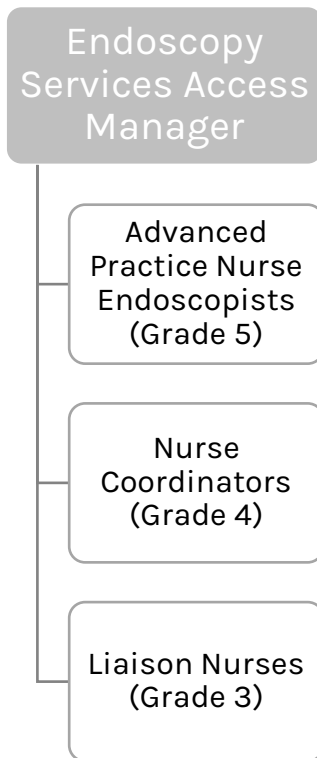 Endoscopy
Services Access
Manager
Advanced
Practice Nurse
Endoscopists
(Grade 5)
Nurse
Coordinators
(Grade 4)
Liaison Nurses
(Grade 3)